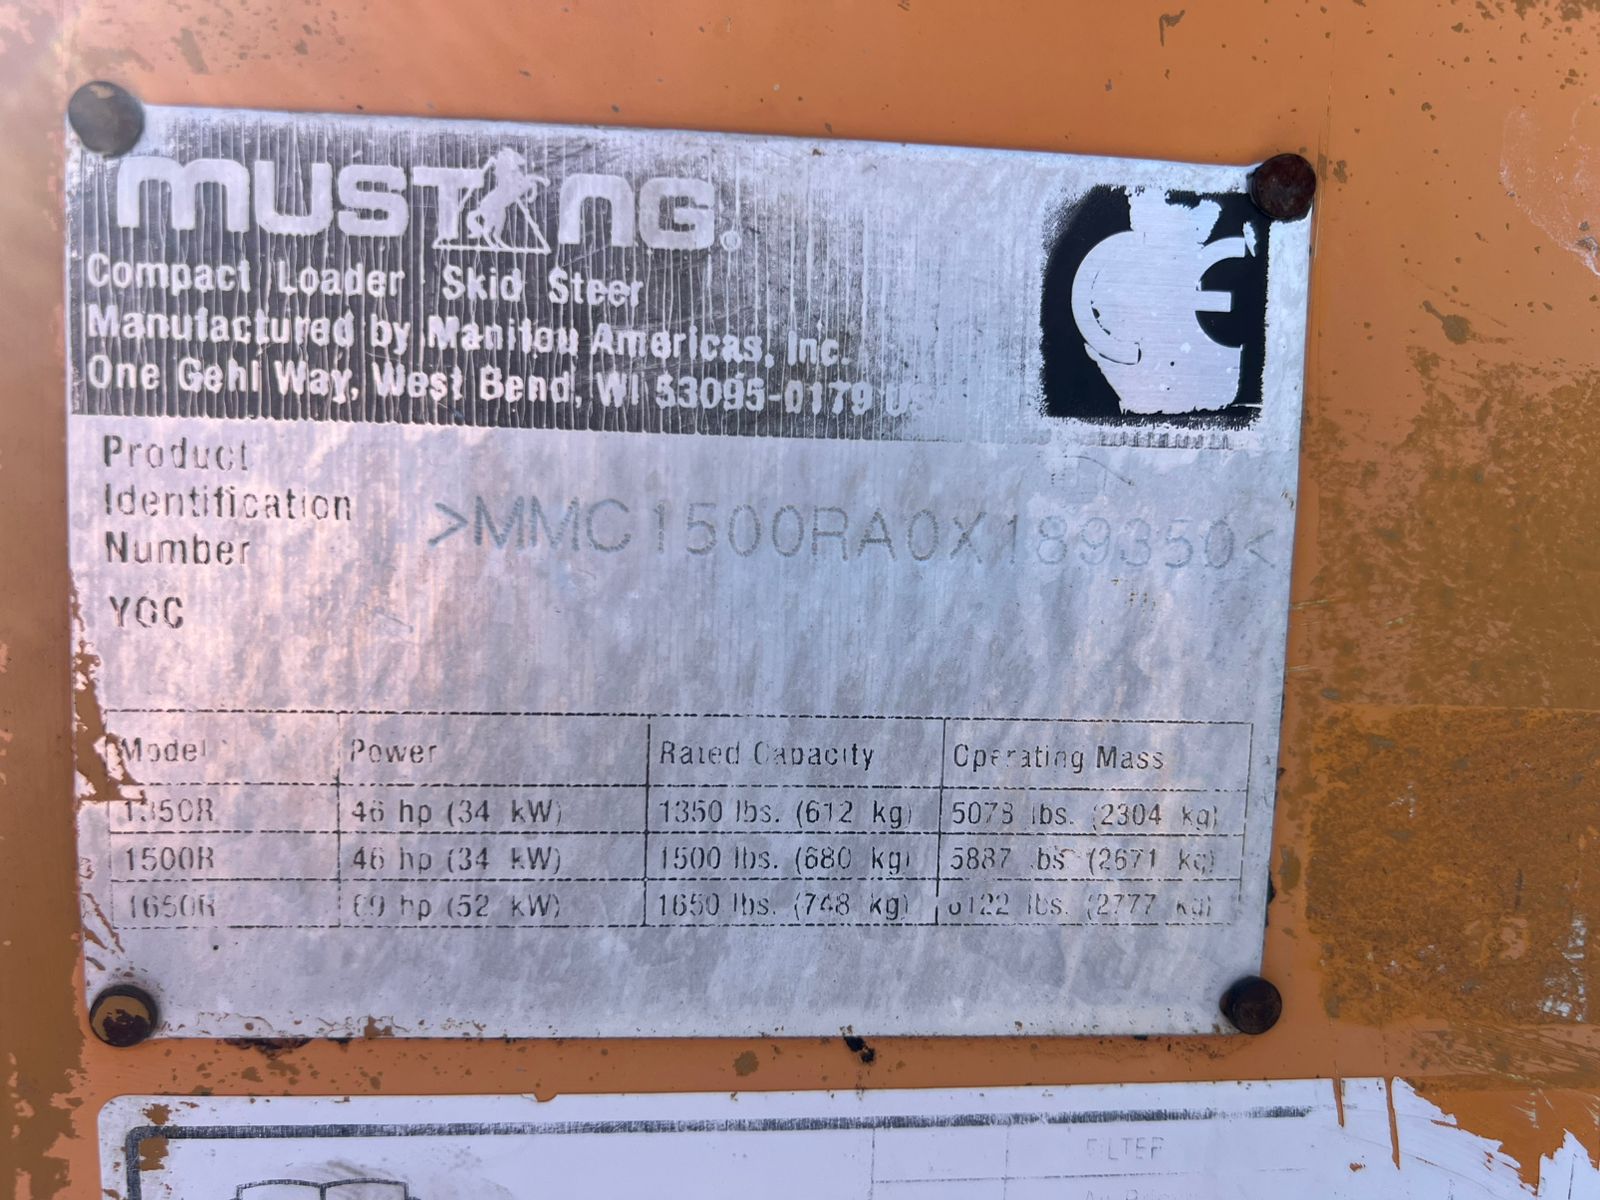 MUSTANG®
Compact Loader Skid Steer
Manufactured by Manitou Americas, Inc.
One Gehl Way, West Bend, WI 53095-0179 USA
Product
Identification
Number
>MMC1500RA0X189350<
YOC
Model Power Rated Capacity Operating Mass
1350R 46 hp (34 kW) 1350 lbs. (612 kg) 5078 lbs. (2304 kg)
1500R 46 hp (34 kW) 1500 lbs. (680 kg) 5887 lbs (2671 kg)
1650R 69 hp (52 kW) 1650 lbs. (748 kg) 6122 lbs. (2777 kg)
FILTER